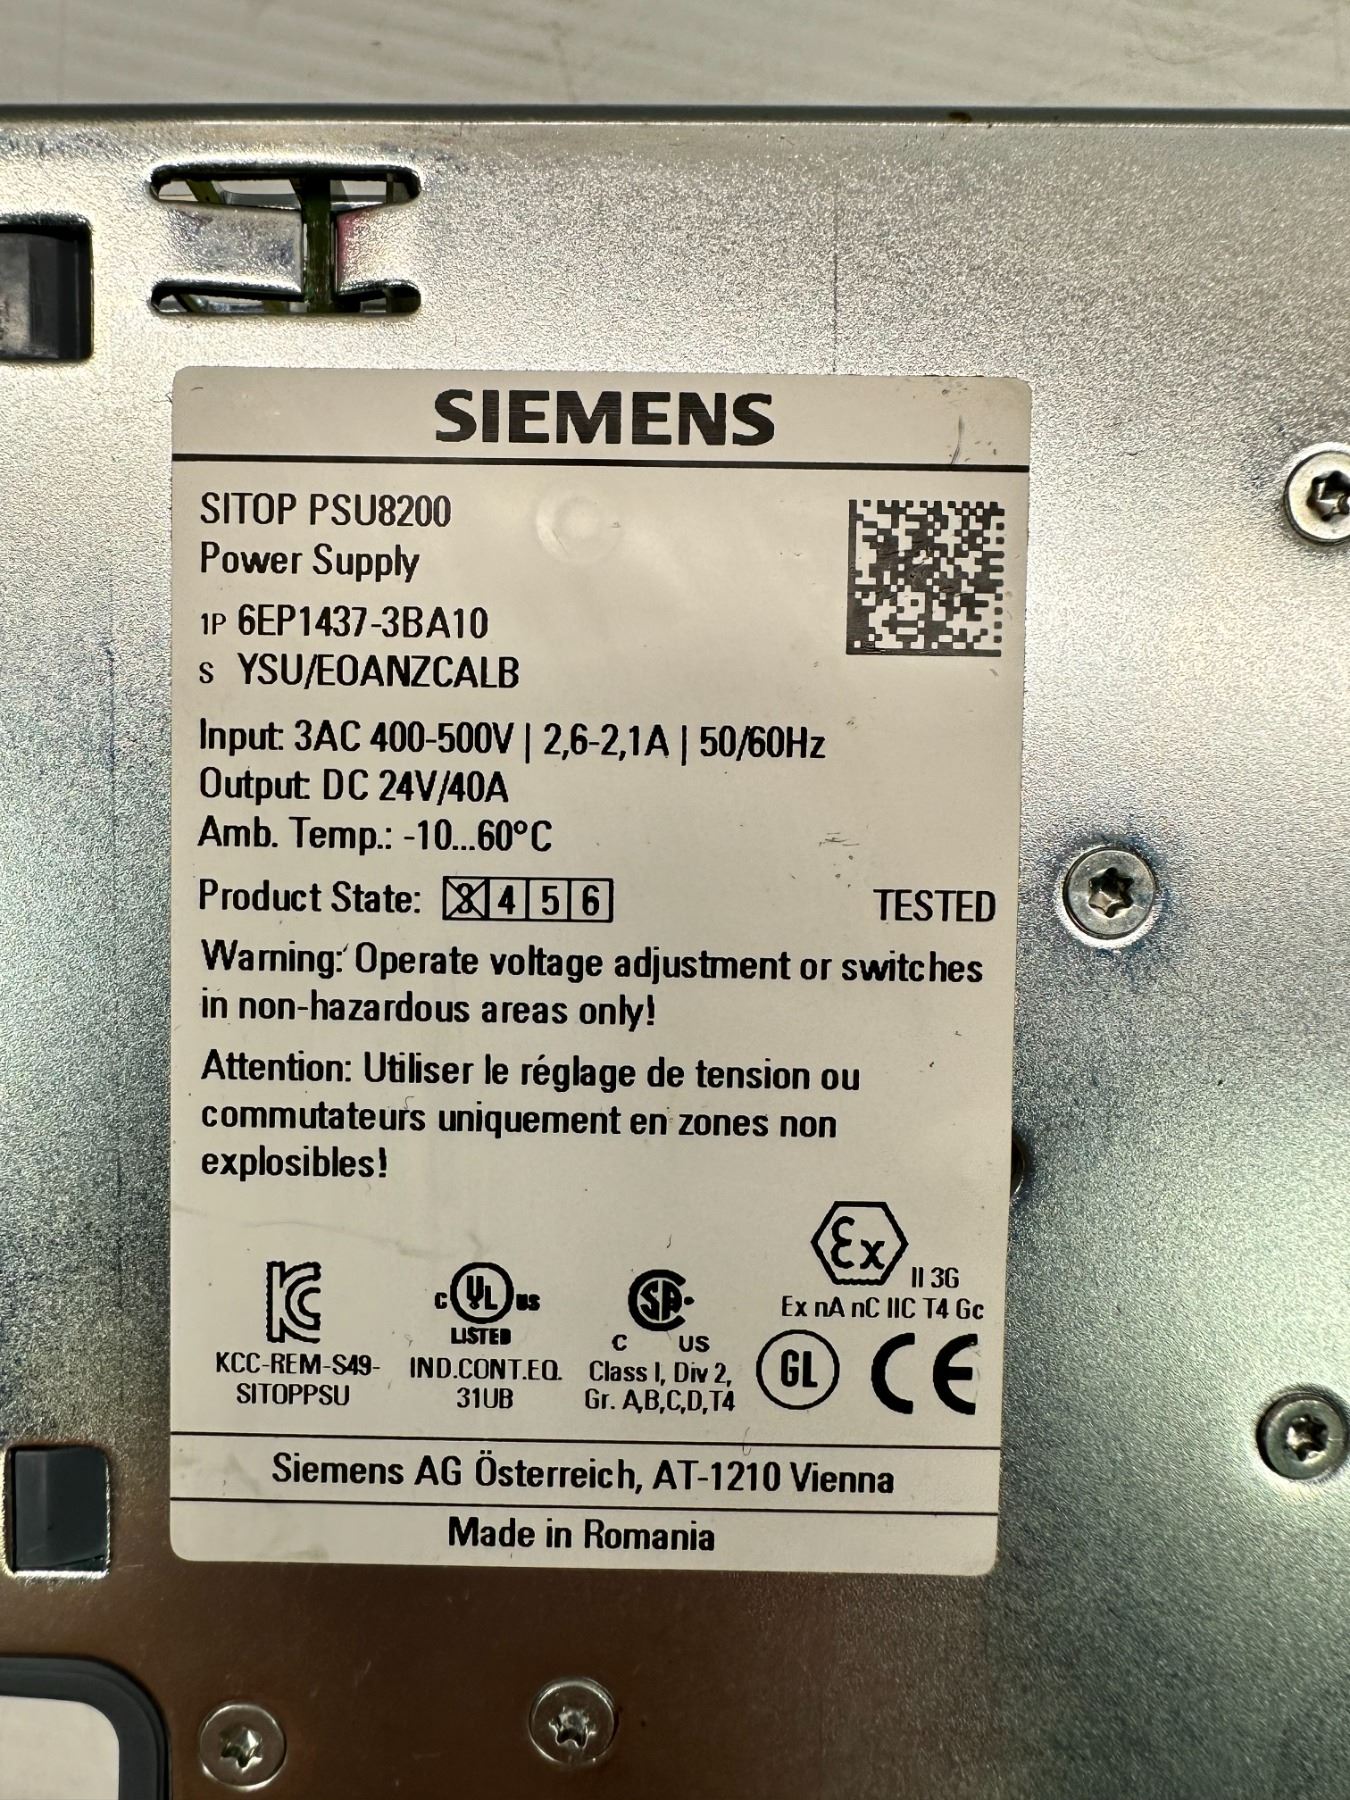 SIEMENS
SITOP PSU8200
Power Supply
1P 6EP1437-3BA10
S YSU/EOANZCALB
Input: 3AC 400-500V | 2,6-2,1A | 50/60Hz
Output: DC 24V/40A
Amb. Temp.: -10...60°C
Product State: 3 4 5 6
TESTED
Warning: Operate voltage adjustment or switches
in non-hazardous areas only!
Attention: Utiliser le réglage de tension ou
commutateurs uniquement en zones non
explosibles!
Ex II 3G
Ex nA nC IIC T4 Gc
KC
KCC-REM-S49-
SITOPPSU
C UL US
LISTED
IND.CONT.EQ.
31UB
SA
C US
Class I, Div 2,
Gr. A,B,C,D,T4
GL
CE
Siemens AG Österreich, AT-1210 Vienna
Made in Romania